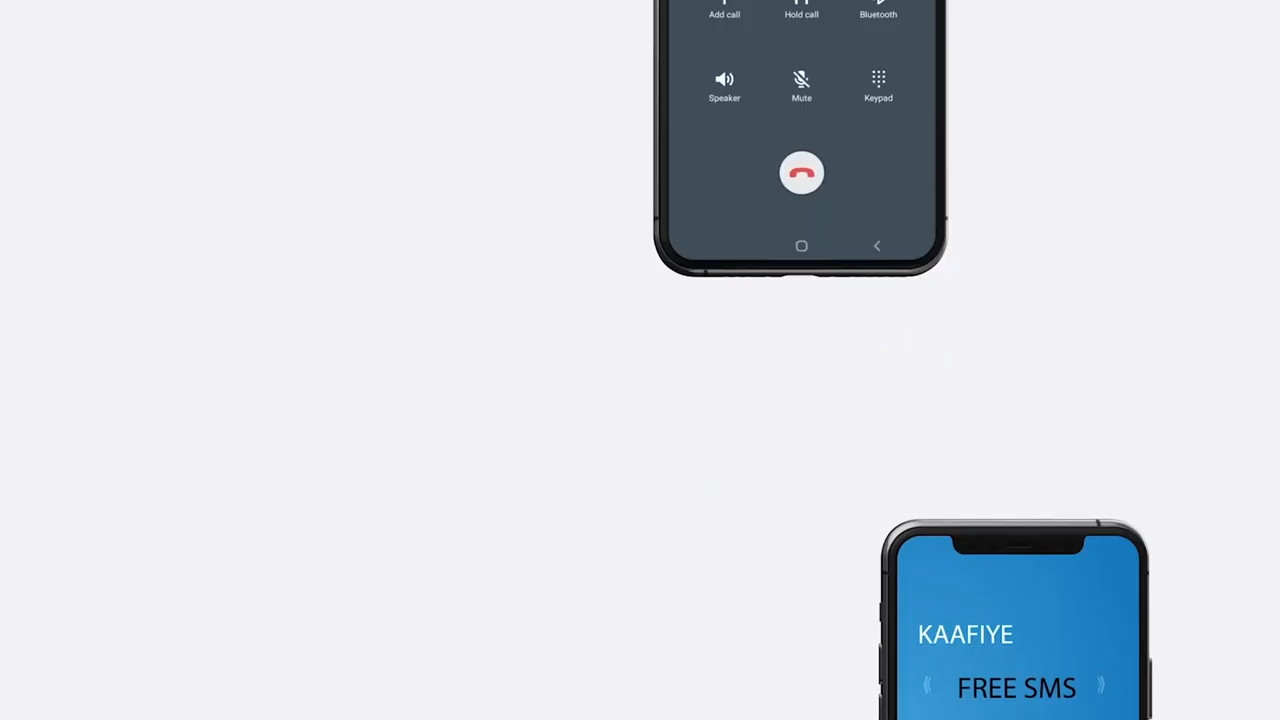 Add call Hold call Bluetooth
Speaker Mute Keypad
KAAFIYE
FREE SMS